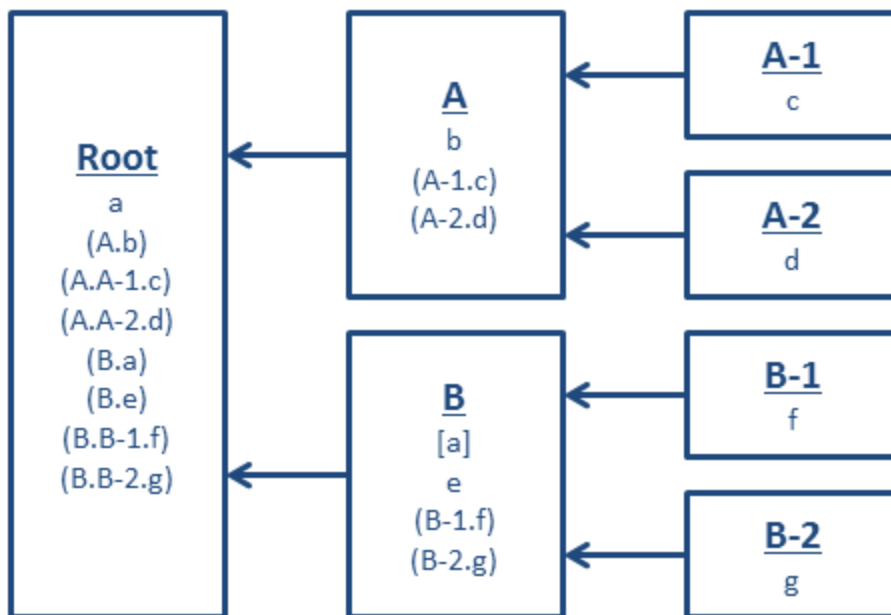 Root
a
(A.b)
(A.A-1.c)
(A.A-2.d)
(B.a)
(B.e)
(B.B-1.f)
(B.B-2.g)
A
b
(A-1.c)
(A-2.d)
B
[a]
e
(B-1.f)
(B-2.g)
A-1
c
A-2
d
B-1
f
B-2
g